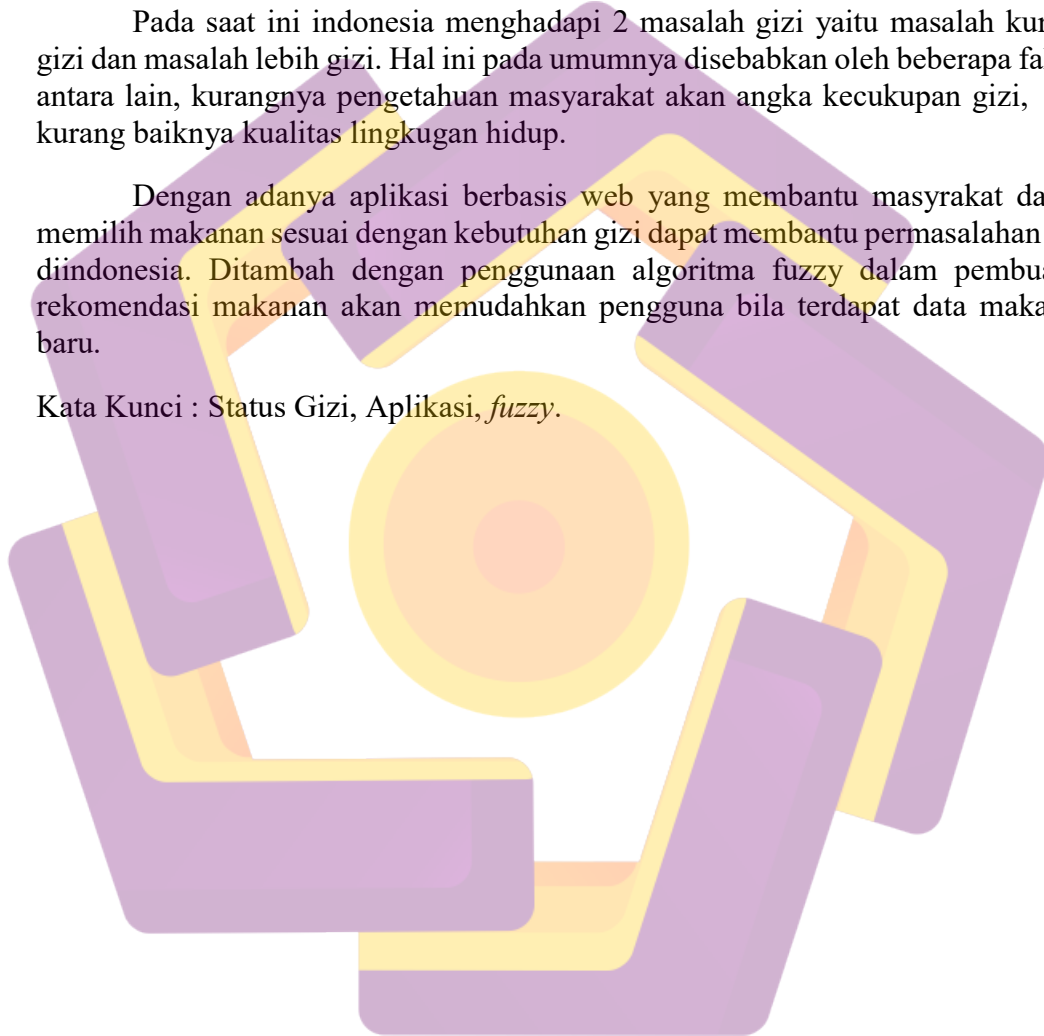 Pada saat ini indonesia menghadapi 2 masalah gizi yaitu masalah kur
gizi dan masalah lebih gizi. Hal ini pada umumnya disebabkan oleh beberapa fa
antara lain, kurangnya pengetahuan masyarakat akan angka kecukupan gizi,
kurang baiknya kualitas lingkugan hidup.
Dengan adanya aplikasi berbasis web yang membantu masyrakat da
memilih makanan sesuai dengan kebutuhan gizi dapat membantu permasalahan
diindonesia. Ditambah dengan penggunaan algoritma fuzzy dalam pembua
rekomendasi makanan akan memudahkan pengguna bila terdapat data maka
baru.
Kata Kunci : Status Gizi, Aplikasi, fuzzy.